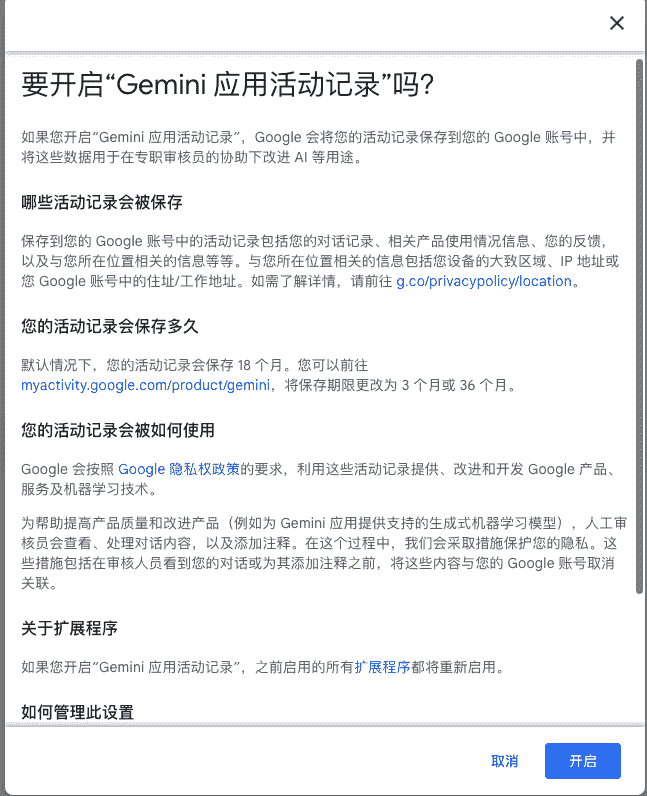 要开启“Gemini 应用活动记录”吗?
如果您开启“Gemini 应用活动记录”，Google 会将您的活动记录保存到您的 Google 账号中，并
将这些数据用于在专职审核员的协助下改进 AI 等用途。
哪些活动记录会被保存
保存到您的 Google 账号中的活动记录包括您的对话记录、相关产品使用情况信息、您的反馈，
以及与您所在位置相关的信息等等。与您所在位置相关的信息包括您设备的大致区域、IP 地址或
您 Google 账号中的住址/工作地址。如需了解详情，请前往 g.co/privacypolicy/location。
您的活动记录会保存多久
默认情况下，您的活动记录会保存 18 个月。您可以前往
myactivity.google.com/product/gemini，将保存期限更改为 3 个月或 36 个月。
您的活动记录会被如何使用
Google 会按照 Google 隐私权政策的要求，利用这些活动记录提供、改进和开发 Google 产品、
服务及机器学习技术。
为帮助提高产品质量和改进产品（例如为 Gemini 应用提供支持的生成式机器学习模型），人工审
核员会查看、处理对话内容，以及添加注释。在这个过程中，我们会采取措施保护您的隐私。这
些措施包括在审核人员看到您的对话或为其添加注释之前，将这些内容与您的 Google 账号取消
关联。
关于扩展程序
如果您开启“Gemini 应用活动记录”，之前启用的所有扩展程序都将重新启用。
如何管理此设置
取消 开启